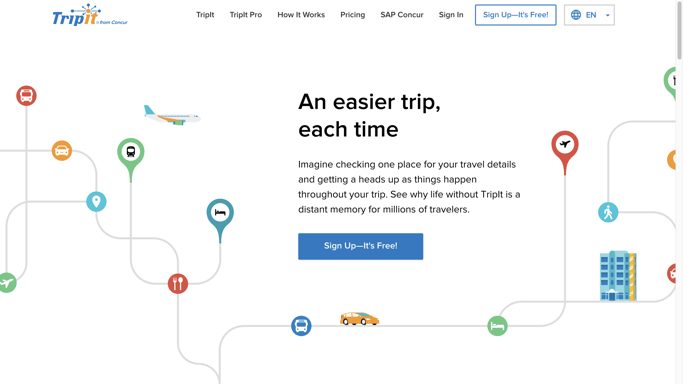 TripIt® from Concur
TripIt TripIt Pro How It Works Pricing SAP Concur Sign In Sign Up—It's Free! EN
An easier trip,
each time
Imagine checking one place for your travel details
and getting a heads up as things happen
throughout your trip. See why life without TripIt is a
distant memory for millions of travelers.
Sign Up—It's Free!